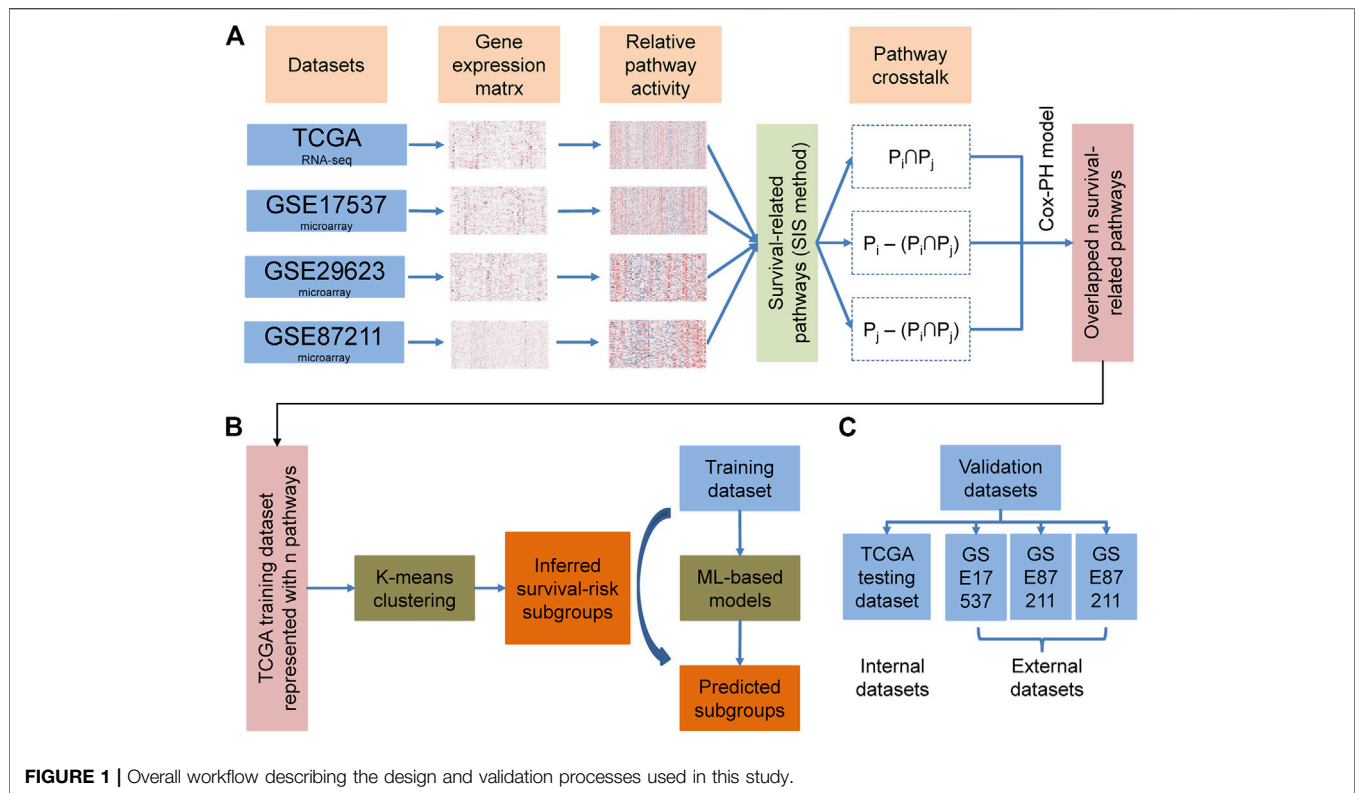 A
Datasets
Gene
expression
matrx
Relative
pathway
activity
Pathway
crosstalk
TCGA
RNA-seq
GSE17537
microarray
GSE29623
microarray
GSE87211
microarray
Survival-related
pathways (SIS method)
Pi∩Pj
Pi – (Pi∩Pj)
Pj – (Pi∩Pj)
Cox-PH model
Overlapped n survival-
related pathways
B
TCGA training dataset
represented with n pathways
K-means
clustering
Inferred
survival-risk
subgroups
Training
dataset
ML-based
models
Predicted
subgroups
C
Validation
datasets
TCGA
testing
dataset
GS
E17
537
GS
E87
211
GS
E87
211
Internal
datasets
External
datasets
FIGURE 1 | Overall workflow describing the design and validation processes used in this study.